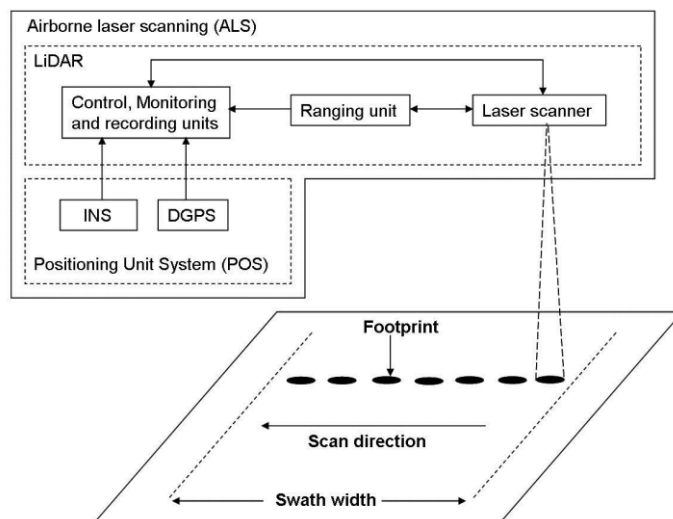 Airborne laser scanning (ALS)
LiDAR
Control, Monitoring
and recording units
Ranging unit
Laser scanner
INS
DGPS
Positioning Unit System (POS)
Footprint
Scan direction
Swath width